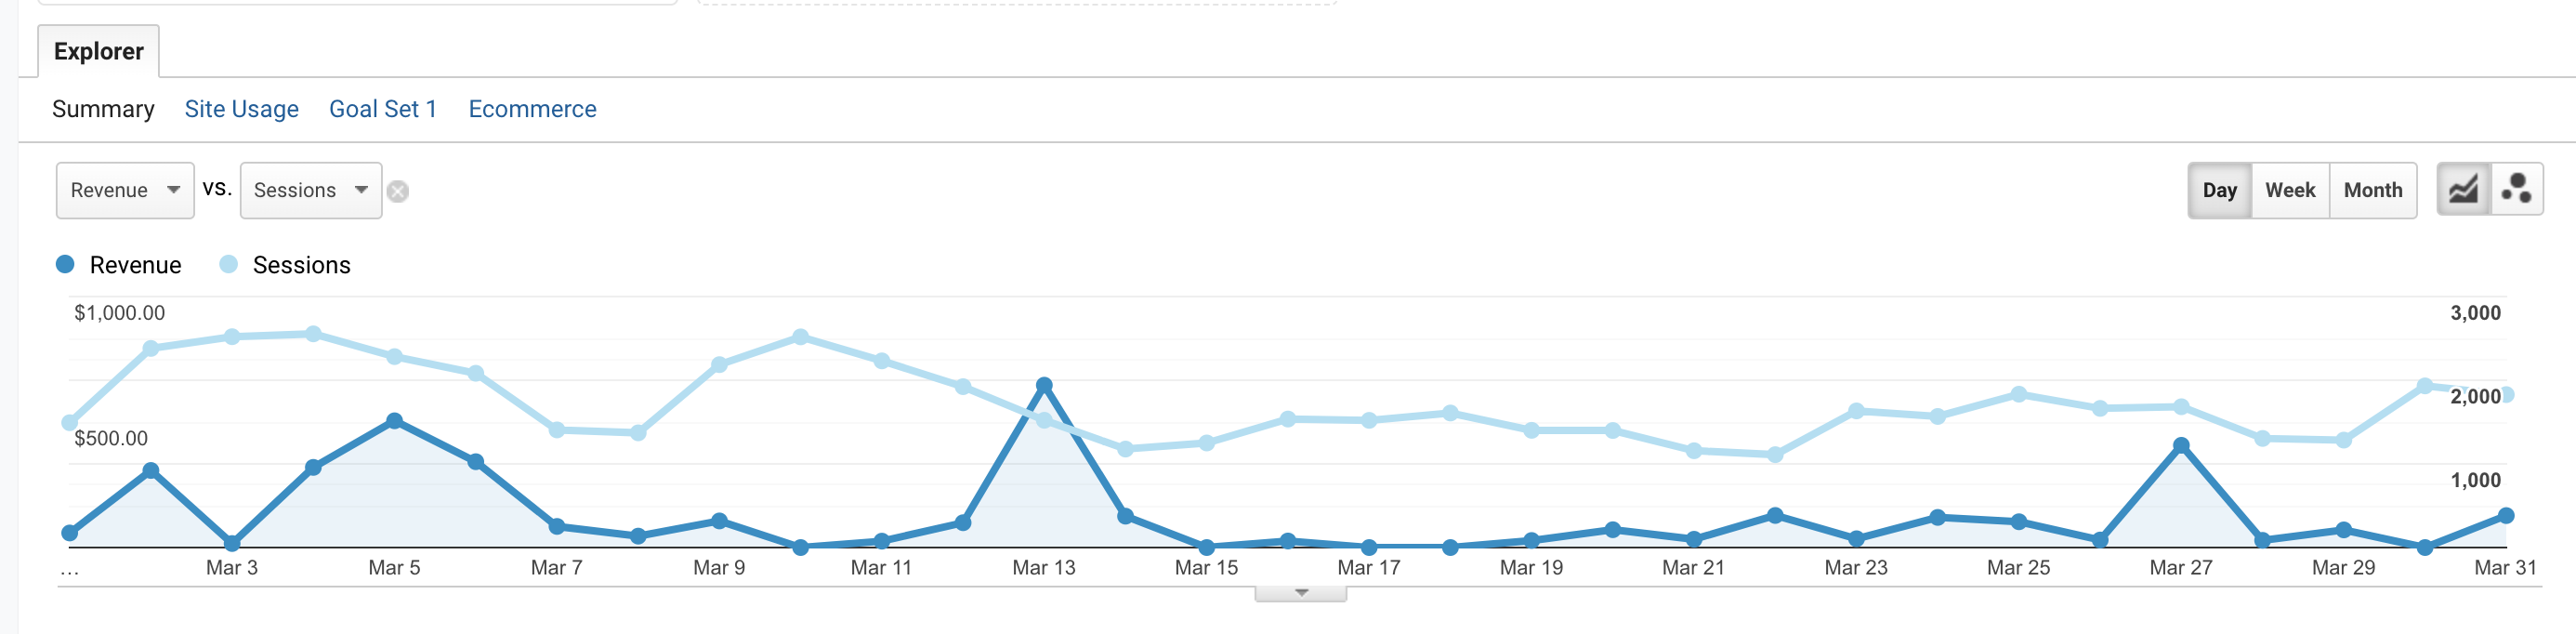 Explorer
Summary Site Usage Goal Set 1 Ecommerce
Revenue vs. Sessions Day Week Month
Revenue Sessions
$1,000.00 3,000
2,000
$500.00
1,000
... Mar 3 Mar 5 Mar 7 Mar 9 Mar 11 Mar 13 Mar 15 Mar 17 Mar 19 Mar 21 Mar 23 Mar 25 Mar 27 Mar 29 Mar 31